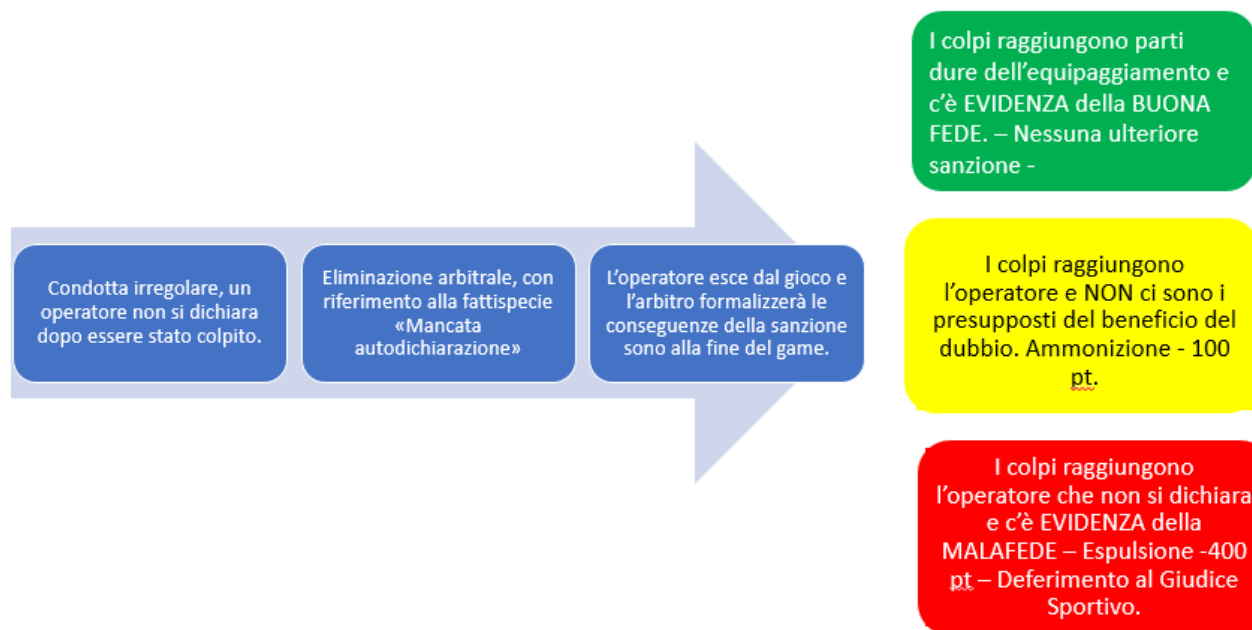 Condotta irregolare, un
operatore non si dichiara
dopo essere stato colpito.
Eliminazione arbitrale, con
riferimento alla fattispecie
«Mancata
autodichiarazione»
L'operatore esce dal gioco e
l'arbitro formalizzerà le
conseguenze della sanzione
sono alla fine del game.
I colpi raggiungono parti
dure dell'equipaggiamento e
c'è EVIDENZA della BUONA
FEDE. – Nessuna ulteriore
sanzione -
I colpi raggiungono
l'operatore e NON ci sono i
presupposti del beneficio del
dubbio. Ammonizione - 100
pt.
I colpi raggiungono
l'operatore che non si dichiara
e c'è EVIDENZA della
MALAFEDE – Espulsione -400
pt – Deferimento al Giudice
Sportivo.